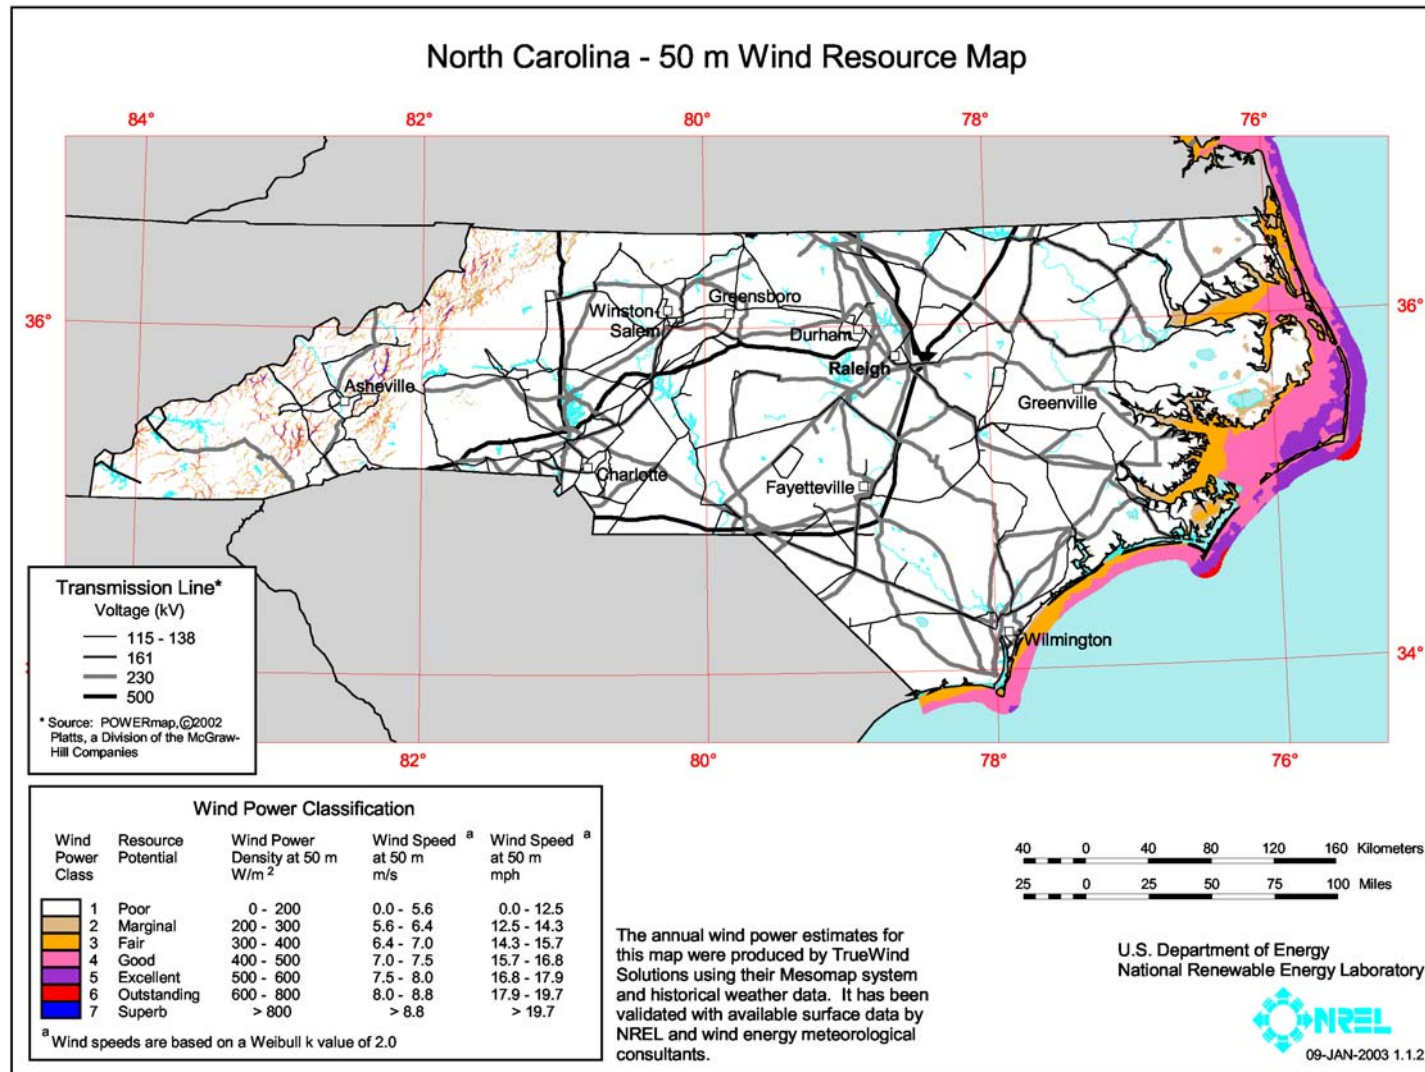 North Carolina - 50 m Wind Resource Map
84° 82° 80° 78° 76°
36° 36°
Winston-
Salem
Greensboro
Durham
Raleigh
Asheville
Greenville
Charlotte
Fayetteville
Wilmington
34°
82° 80° 78° 76°
Transmission Line*
Voltage (kV)
115 - 138
161
230
500
* Source: POWERmap, ©2002
Platts, a Division of the McGraw-
Hill Companies
Wind Power Classification
Wind Resource Wind Power Wind Speed a Wind Speed a
Power Potential Density at 50 m at 50 m at 50 m
Class W/m 2 m/s mph
1 Poor 0 - 200 0.0 - 5.6 0.0 - 12.5
2 Marginal 200 - 300 5.6 - 6.4 12.5 - 14.3
3 Fair 300 - 400 6.4 - 7.0 14.3 - 15.7
4 Good 400 - 500 7.0 - 7.5 15.7 - 16.8
5 Excellent 500 - 600 7.5 - 8.0 16.8 - 17.9
6 Outstanding 600 - 800 8.0 - 8.8 17.9 - 19.7
7 Superb > 800 > 8.8 > 19.7
a Wind speeds are based on a Weibull k value of 2.0
The annual wind power estimates for
this map were produced by TrueWind
Solutions using their Mesomap system
and historical weather data. It has been
validated with available surface data by
NREL and wind energy meteorological
consultants.
40 0 40 80 120 160 Kilometers
25 0 25 50 75 100 Miles
U.S. Department of Energy
National Renewable Energy Laboratory
NREL
09-JAN-2003 1.1.2